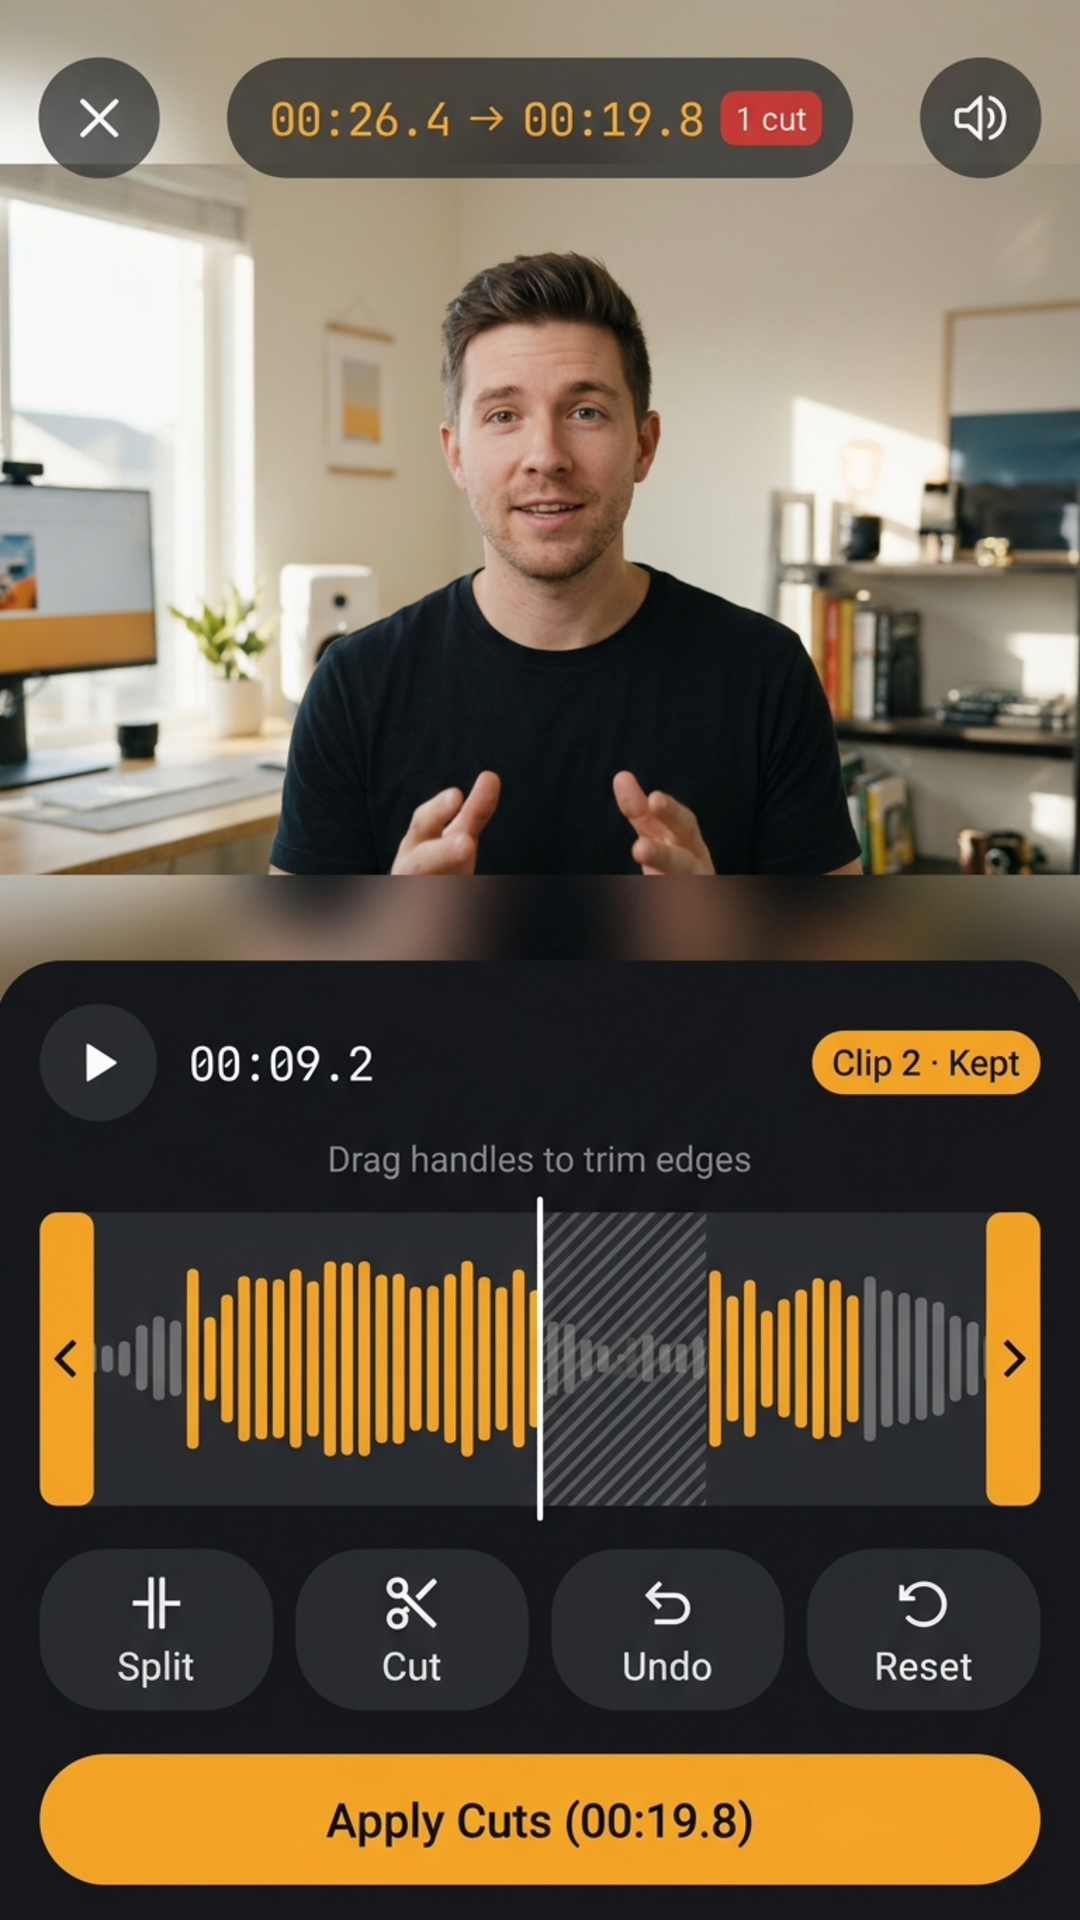 00:26.4 → 00:19.8 1 cut
00:09.2
Clip 2 · Kept
Drag handles to trim edges
Split
Cut
Undo
Reset
Apply Cuts (00:19.8)